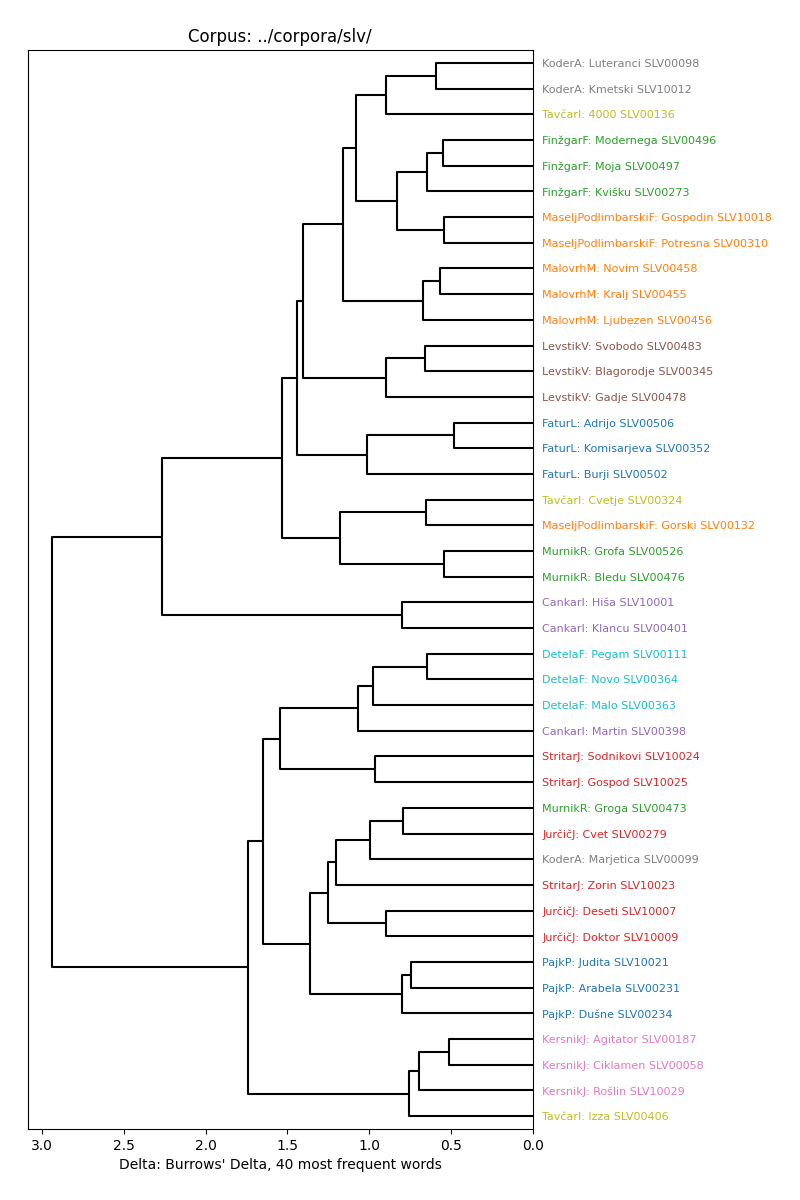 Corpus: ../corpora/slv/
KoderA: Luteranci SLV00098
KoderA: Kmetski SLV10012
TavčarI: 4000 SLV00136
FinžgarF: Modernega SLV00496
FinžgarF: Moja SLV00497
FinžgarF: Kvišku SLV00273
MaseljPodlimbarskiF: Gospodin SLV10018
MaseljPodlimbarskiF: Potresna SLV00310
MalovrhM: Novim SLV00458
MalovrhM: Kralj SLV00455
MalovrhM: Ljubezen SLV00456
LevstikV: Svobodo SLV00483
LevstikV: Blagorodje SLV00345
LevstikV: Gadje SLV00478
FaturL: Adrijo SLV00506
FaturL: Komisarjeva SLV00352
FaturL: Burji SLV00502
TavčarI: Cvetje SLV00324
MaseljPodlimbarskiF: Gorski SLV00132
MurnikR: Grofa SLV00526
MurnikR: Bledu SLV00476
CankarI: Hiša SLV10001
CankarI: Klancu SLV00401
DetelaF: Pegam SLV00111
DetelaF: Novo SLV00364
DetelaF: Malo SLV00363
CankarI: Martin SLV00398
StritarJ: Sodnikovi SLV10024
StritarJ: Gospod SLV10025
MurnikR: Groga SLV00473
JurčičJ: Cvet SLV00279
KoderA: Marjetica SLV00099
StritarJ: Zorin SLV10023
JurčičJ: Deseti SLV10007
JurčičJ: Doktor SLV10009
PajkP: Judita SLV10021
PajkP: Arabela SLV00231
PajkP: Dušne SLV00234
KersnikJ: Agitator SLV00187
KersnikJ: Ciklamen SLV00058
KersnikJ: Rošlin SLV10029
TavčarI: Izza SLV00406
3.0 2.5 2.0 1.5 1.0 0.5 0.0
Delta: Burrows' Delta, 40 most frequent words